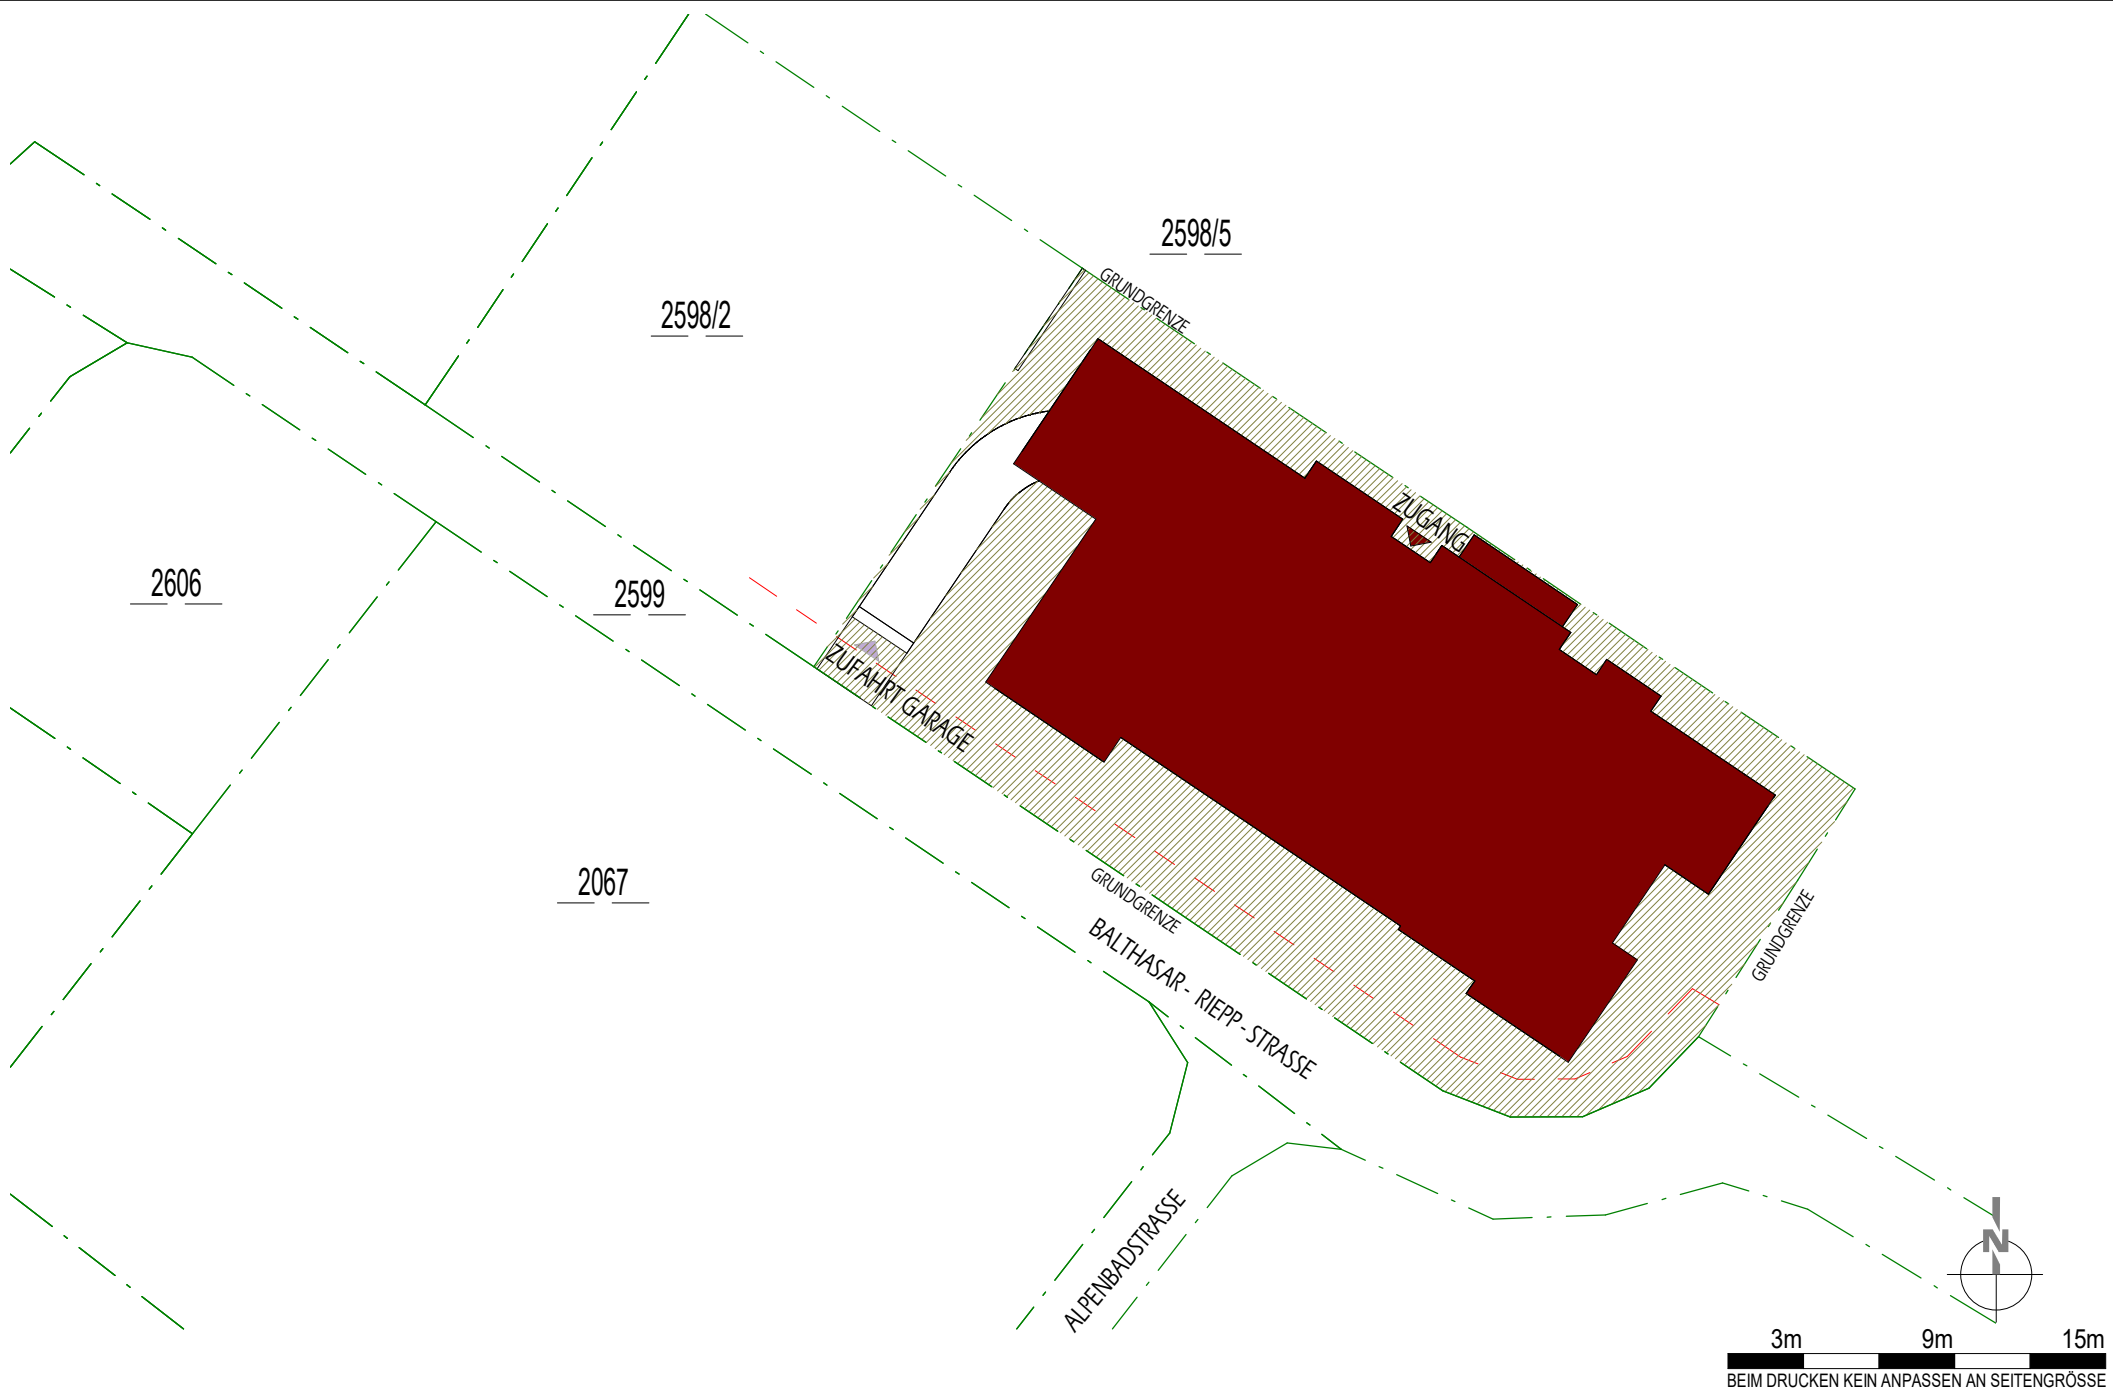 2598/5
GRUNDGRENZE
2598/2
ZUGANG
2606
2599
ZUFAHRT GARAGE
2067
GRUNDGRENZE
BALTHASAR - RIEPP - STRASSE
GRUNDGRENZE
ALPENBADSTRASSE
N
3m 9m 15m
BEIM DRUCKEN KEIN ANPASSEN AN SEITENGRÖSSE